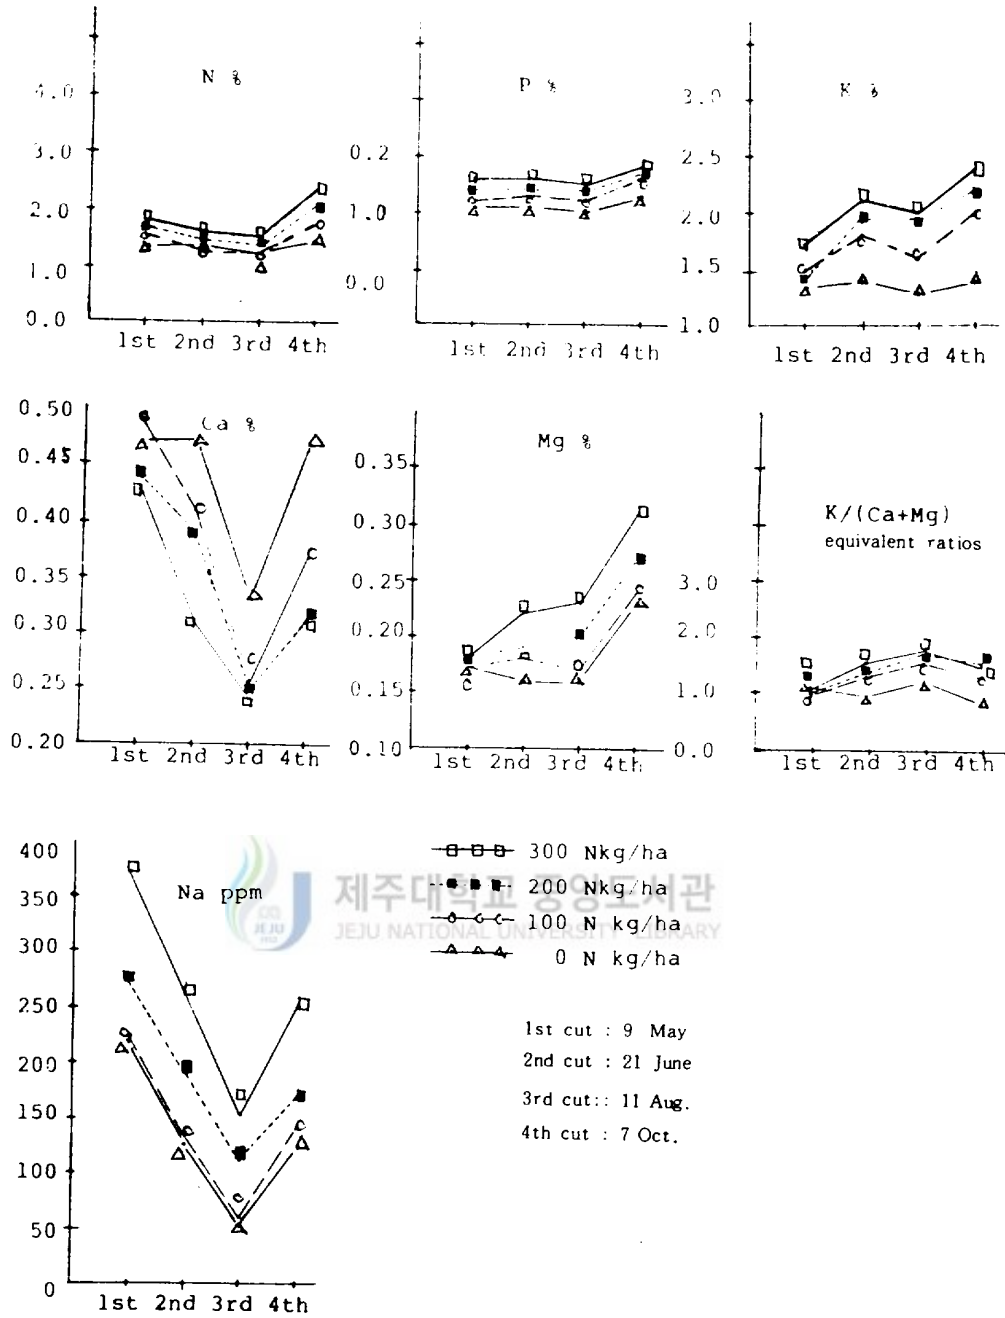 N %
4.0
3.0
2.0
1.0
0.0
1st 2nd 3rd 4th
P %
0.2
1.0
0.0
1st 2nd 3rd 4th
K %
3.0
2.5
2.0
1.5
1.0
1st 2nd 3rd 4th
Ca %
0.50
0.45
0.40
0.35
0.30
0.25
0.20
1st 2nd 3rd 4th
Mg %
0.35
0.30
0.25
0.20
0.15
0.10
1st 2nd 3rd 4th
K/(Ca+Mg)
equivalent ratios
3.0
2.0
1.0
0.0
1st 2nd 3rd 4th
Na ppm
400
350
300
250
200
150
100
50
0
1st 2nd 3rd 4th
300 Nkg/ha
200 Nkg/ha
100 N kg/ha
0 N kg/ha
JEJU
1952
제주대학교 중앙도서관
JEJU NATIONAL UNIVERSITY LIBRARY
1st cut : 9 May
2nd cut : 21 June
3rd cut:: 11 Aug.
4th cut : 7 Oct.